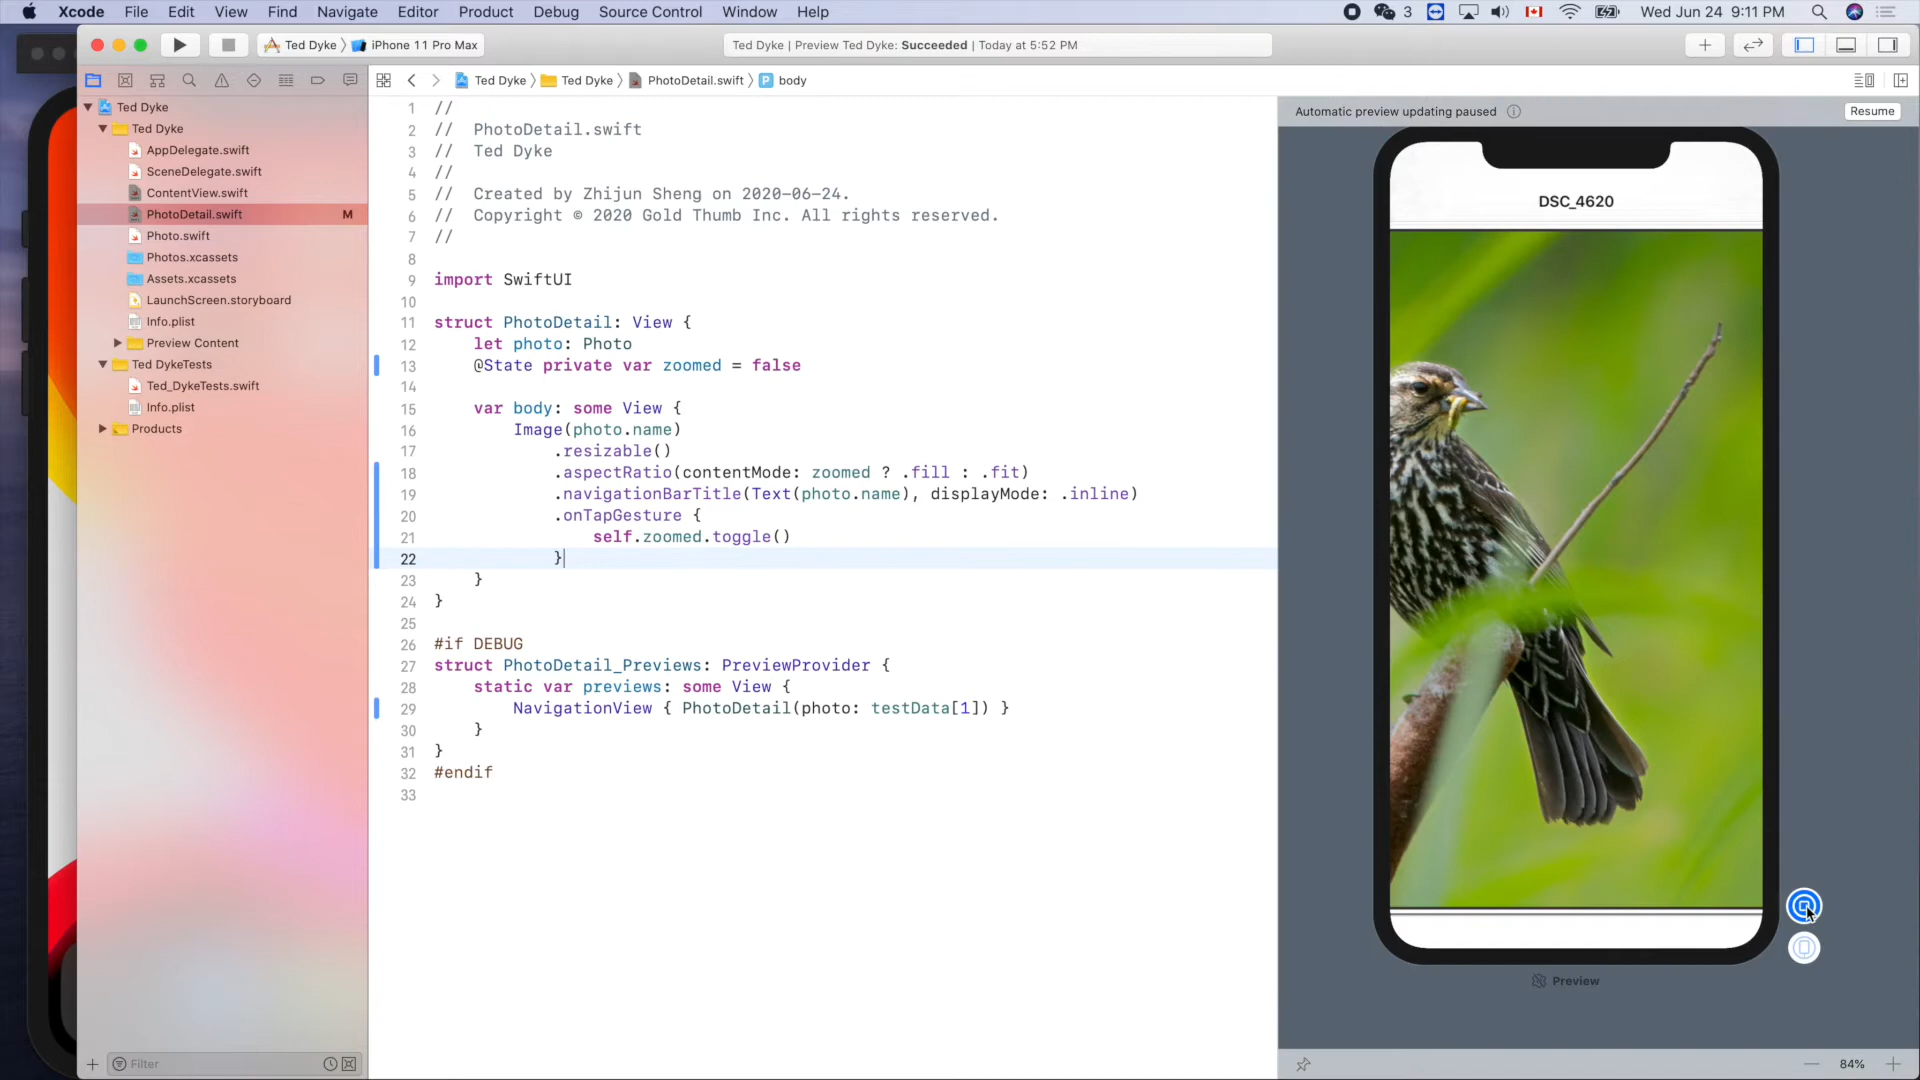 Xcode File Edit View Find Navigate Editor Product Debug Source Control Window Help 3 Wed Jun 24 9:11 PM
Ted Dyke iPhone 11 Pro Max
Ted Dyke | Preview Ted Dyke: Succeeded | Today at 5:52 PM
Ted Dyke Ted Dyke PhotoDetail.swift P body
Ted Dyke
Ted Dyke
AppDelegate.swift
SceneDelegate.swift
ContentView.swift
PhotoDetail.swift M
Photo.swift
Photos.xcassets
Assets.xcassets
LaunchScreen.storyboard
Info.plist
Preview Content
Ted DykeTests
Ted_DykeTests.swift
Info.plist
Products
Filter
1 //
2 // PhotoDetail.swift
3 // Ted Dyke
4 //
5 // Created by Zhijun Sheng on 2020-06-24.
6 // Copyright © 2020 Gold Thumb Inc. All rights reserved.
7 //
8
9 import SwiftUI
10
11 struct PhotoDetail: View {
12 let photo: Photo
13 @State private var zoomed = false
14
15 var body: some View {
16 Image(photo.name)
17 .resizable()
18 .aspectRatio(contentMode: zoomed ? .fill : .fit)
19 .navigationBarTitle(Text(photo.name), displayMode: .inline)
20 .onTapGesture {
21 self.zoomed.toggle()
22 }
23 }
24 }
25
26 #if DEBUG
27 struct PhotoDetail_Previews: PreviewProvider {
28 static var previews: some View {
29 NavigationView { PhotoDetail(photo: testData[1]) }
30 }
31 }
32 #endif
33
Automatic preview updating paused
Resume
DSC_4620
Preview
84%